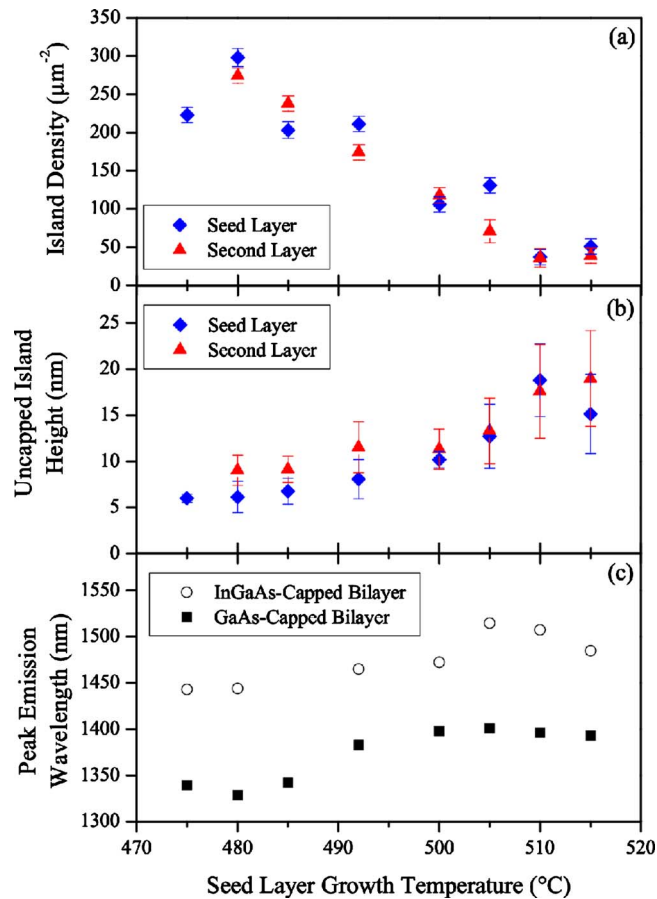 (a)
350
300
250
200
150
100
50
0
Island Density (μm⁻²)
Seed Layer
Second Layer
(b)
25
20
15
10
5
0
Uncapped Island
Height (nm)
Seed Layer
Second Layer
(c)
1550
1500
1450
1400
1350
1300
Peak Emission
Wavelength (nm)
InGaAs-Capped Bilayer
GaAs-Capped Bilayer
470 480 490 500 510 520
Seed Layer Growth Temperature (°C)